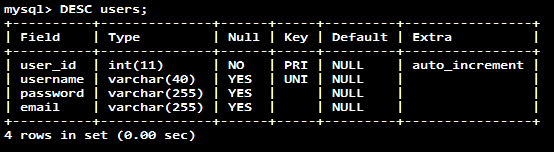 mysql> DESC users;
+----------+--------------+------+-----+---------+----------------+
| Field    | Type         | Null | Key | Default | Extra          |
+----------+--------------+------+-----+---------+----------------+
| user_id  | int(11)      | NO   | PRI | NULL    | auto_increment |
| username | varchar(40)  | YES  | UNI | NULL    |                |
| password | varchar(255) | YES  |     | NULL    |                |
| email    | varchar(255) | YES  |     | NULL    |                |
+----------+--------------+------+-----+---------+----------------+
4 rows in set (0.00 sec)